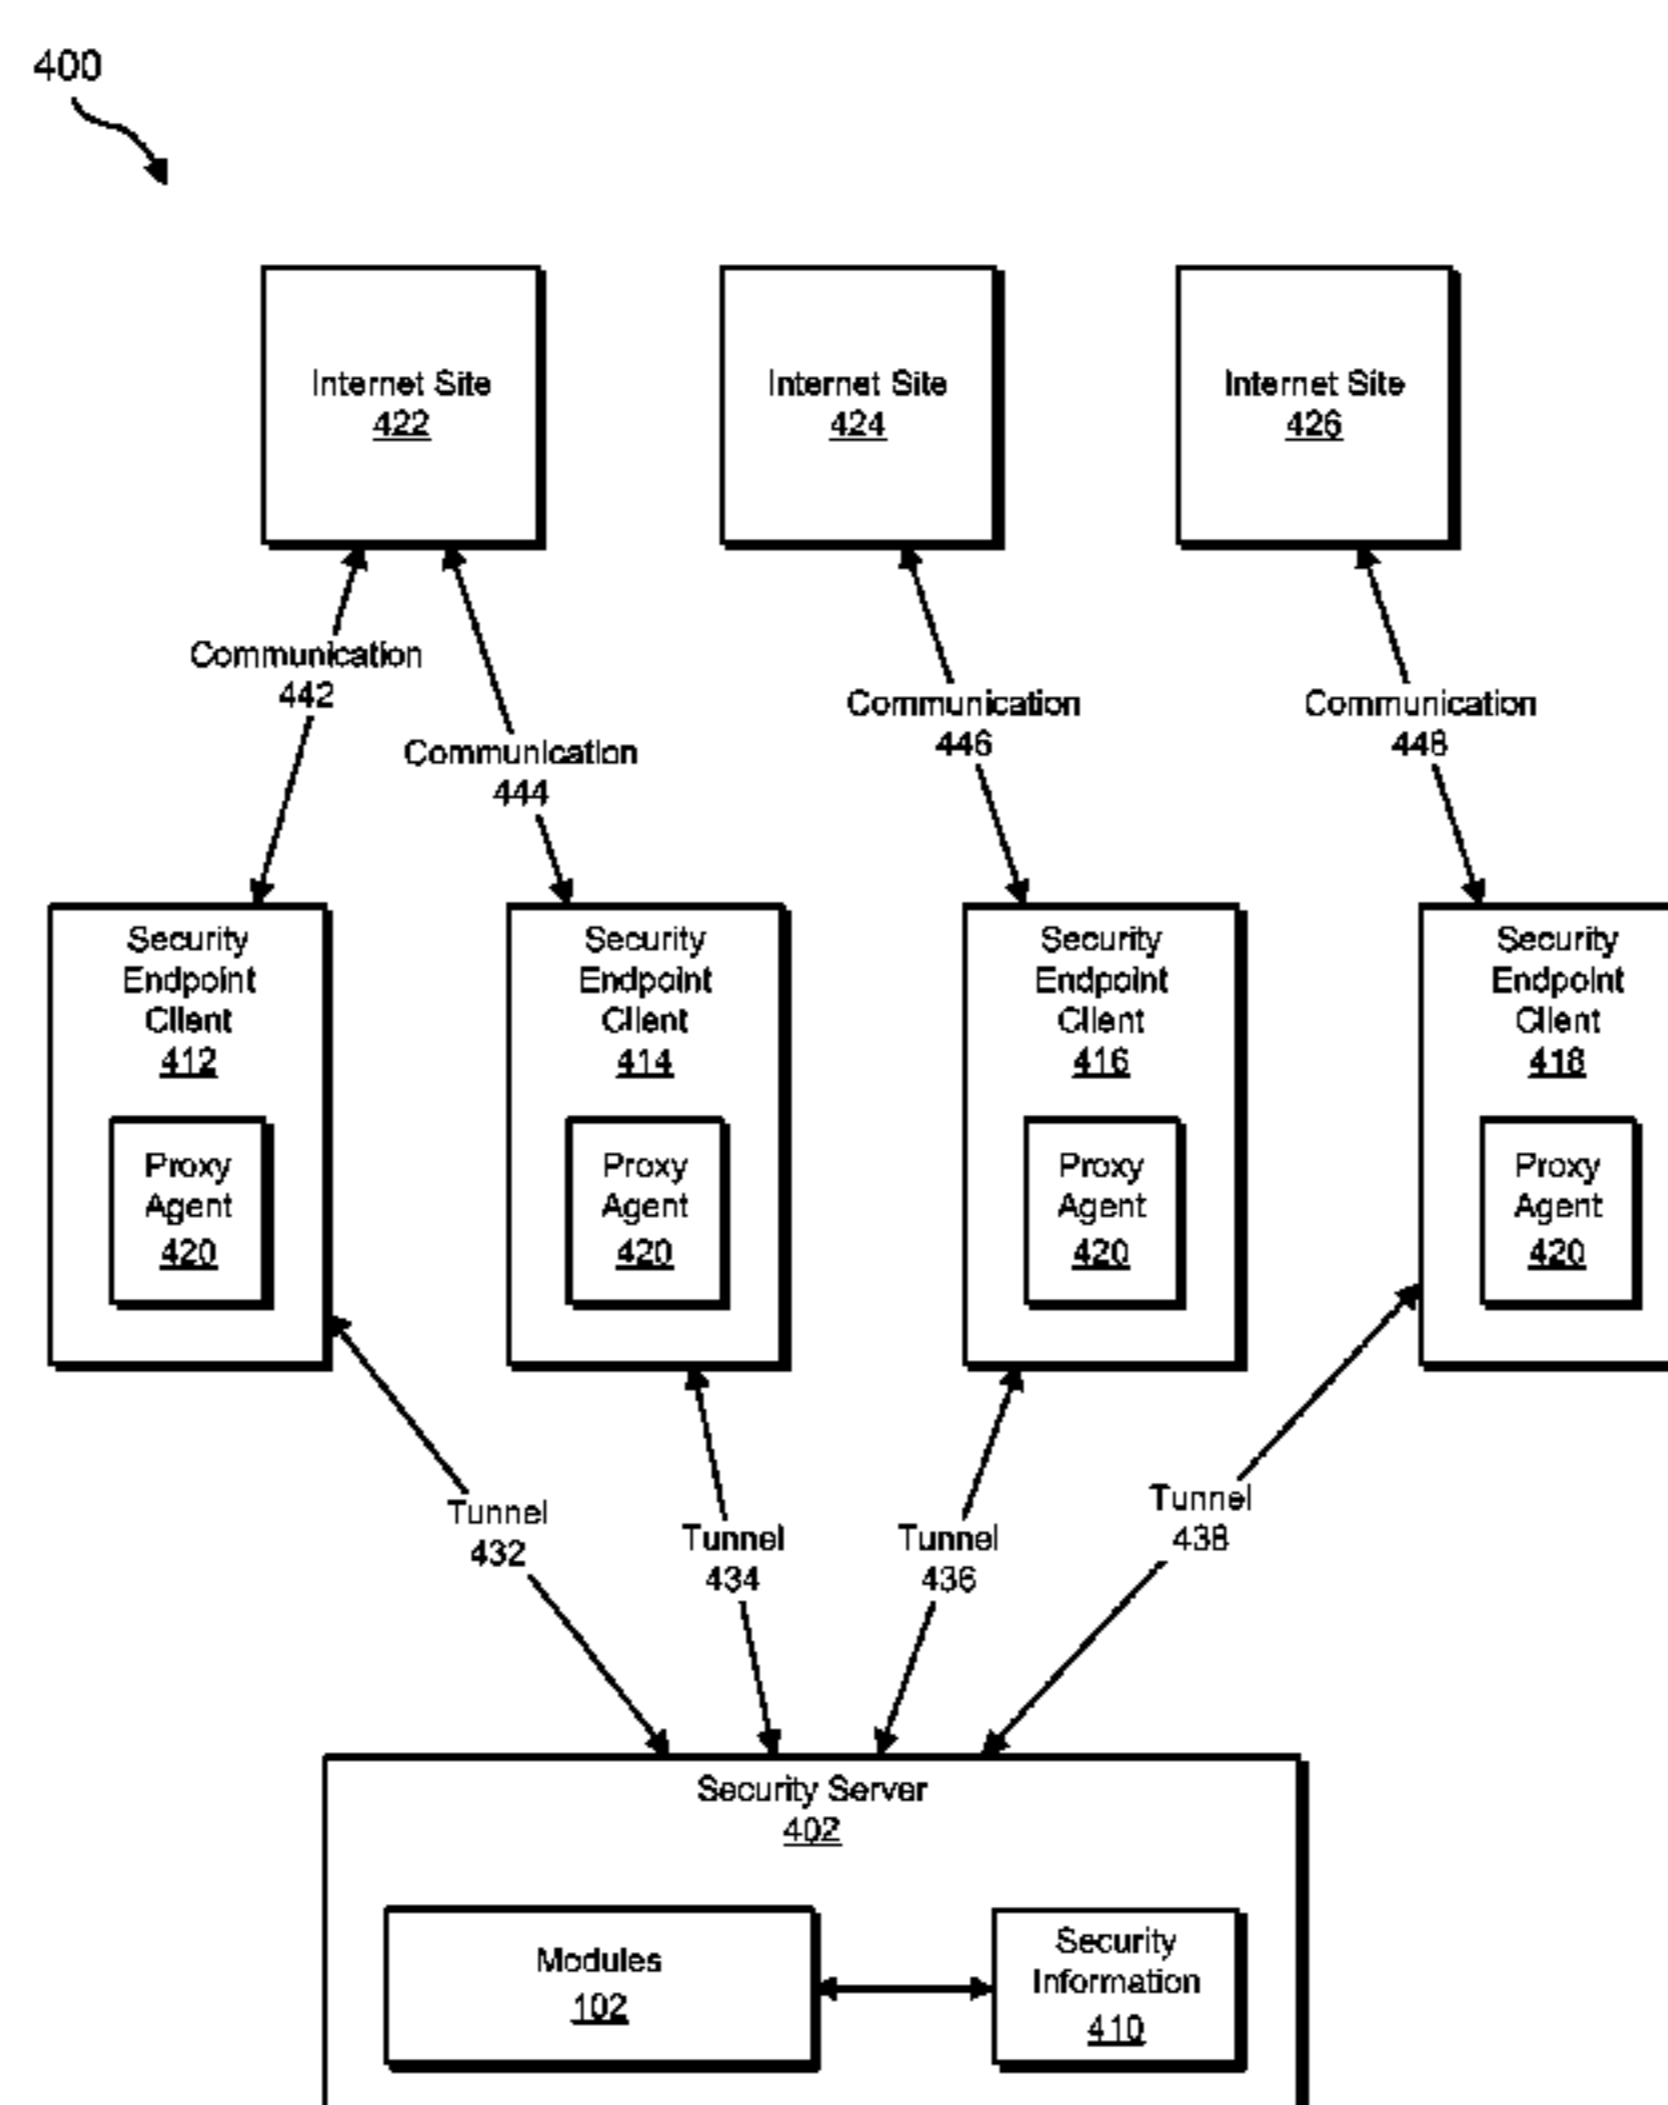 400
Internet Site
422
Internet Site
424
Internet Site
426
Communication
442
Communication
444
Communication
446
Communication
448
Security
Endpoint
Client
412
Proxy
Agent
420
Security
Endpoint
Client
414
Proxy
Agent
420
Security
Endpoint
Client
416
Proxy
Agent
420
Security
Endpoint
Client
418
Proxy
Agent
420
Tunnel
432
Tunnel
434
Tunnel
436
Tunnel
438
Security Server
402
Modules
102
Security
Information
410